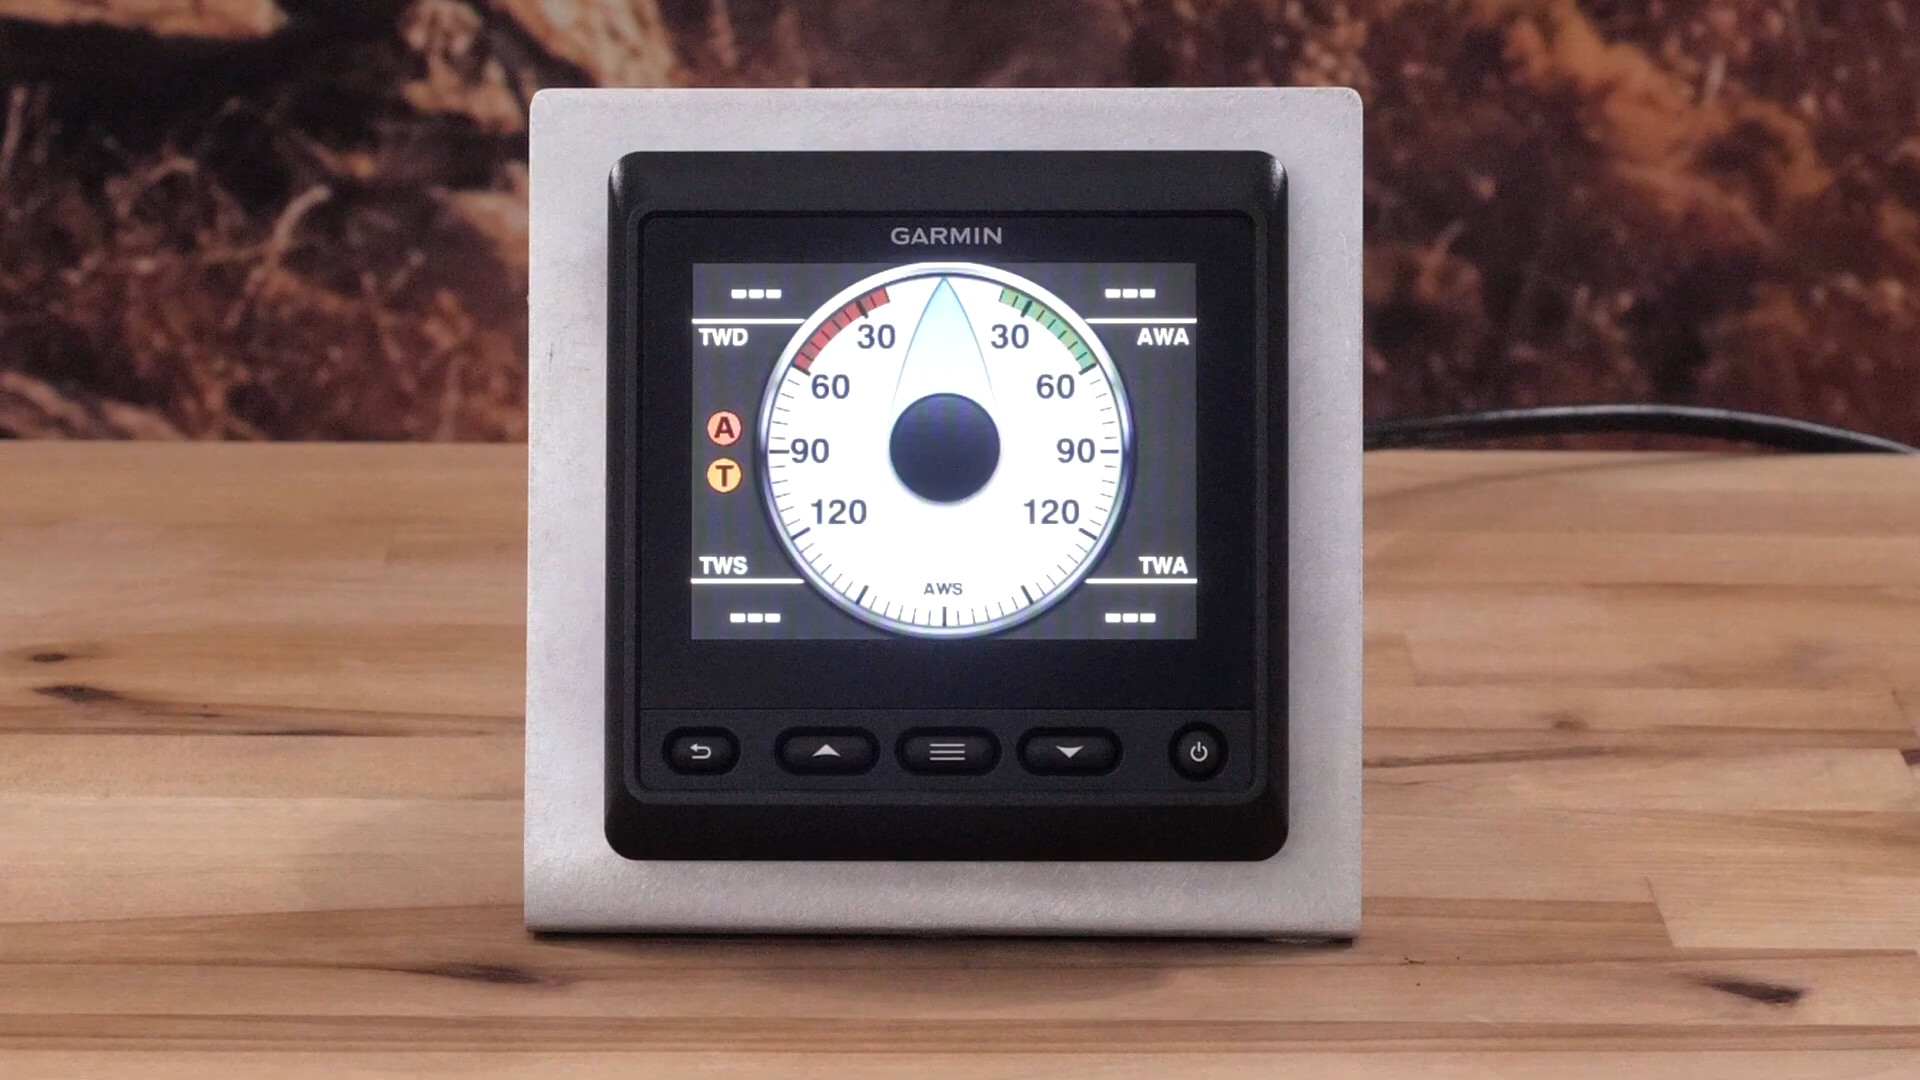 GARMIN
--- ---
TWD 30 30 AWA
60 60
A
90 90
T
120 120
TWS AWS TWA
--- ---